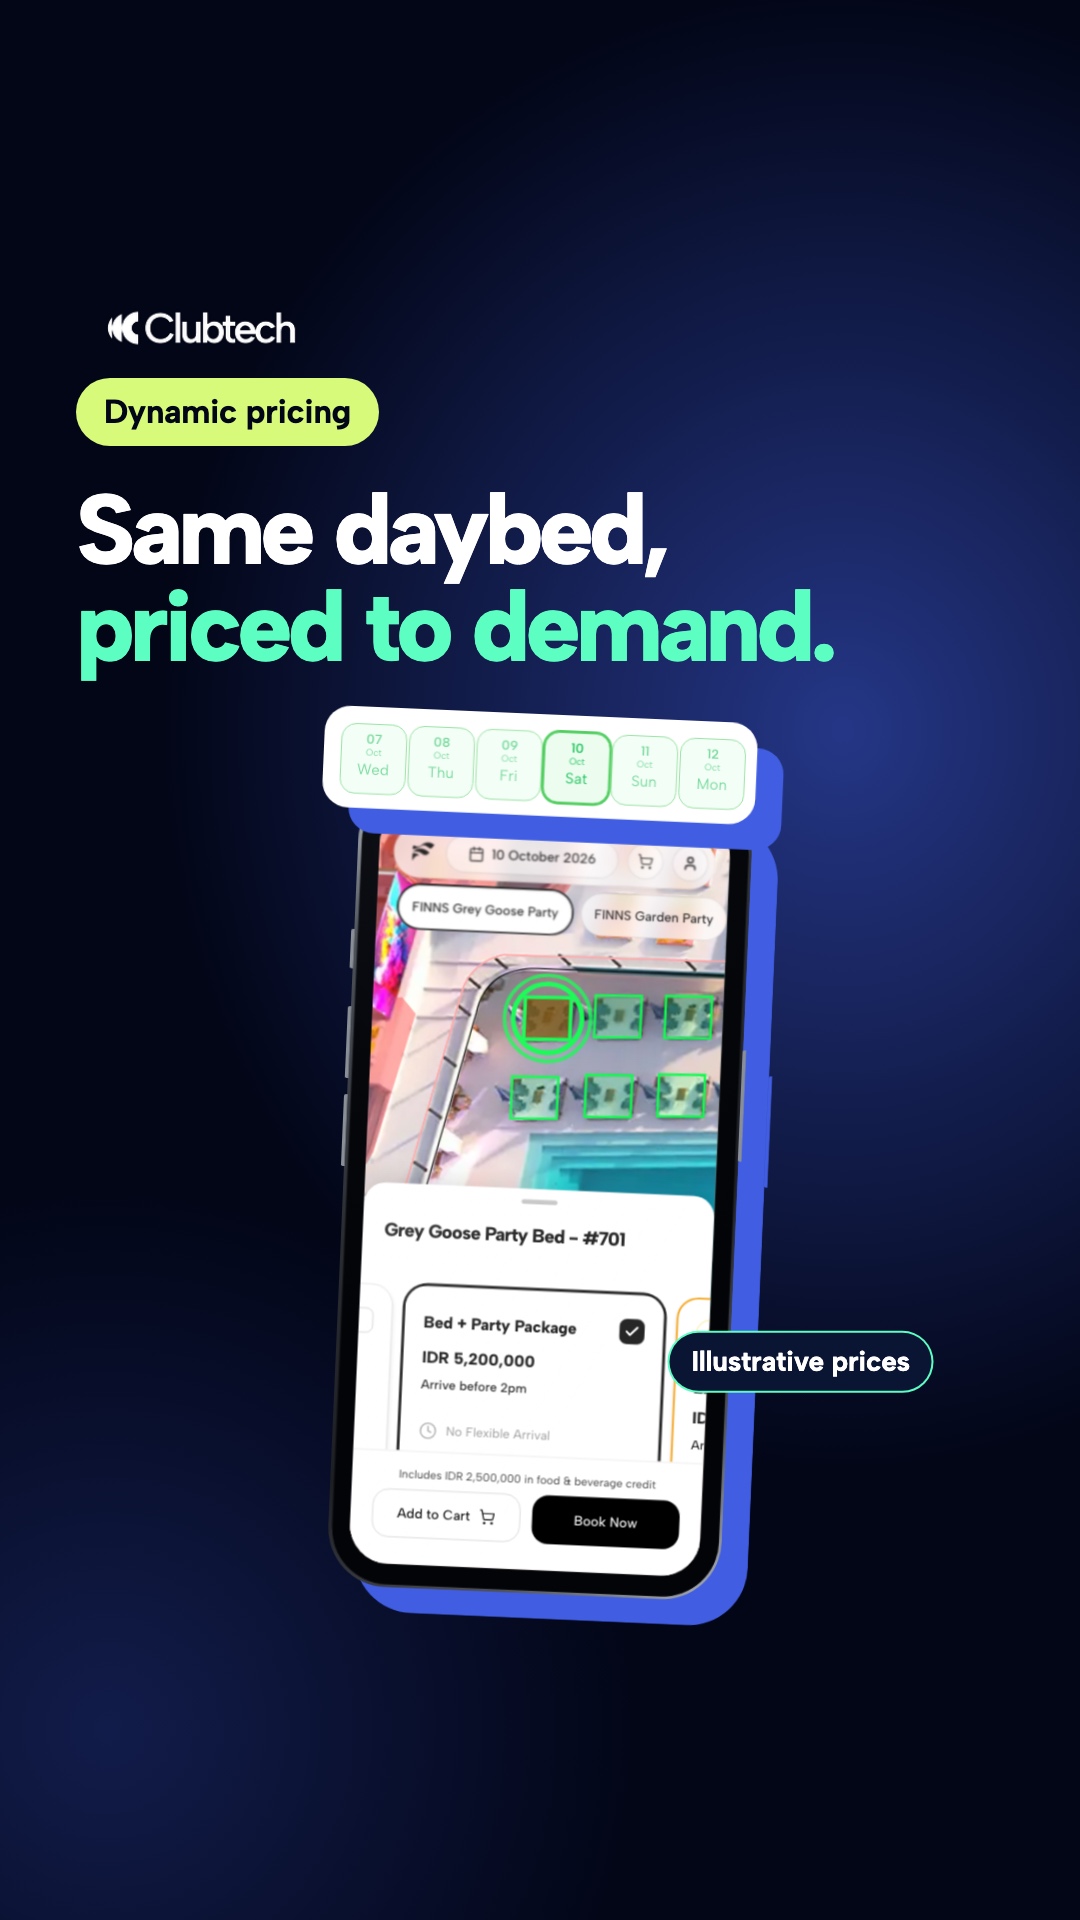 Clubtech
Dynamic pricing
Same daybed,
priced to demand.
07 Oct Wed
08 Oct Thu
09 Oct Fri
10 Oct Sat
11 Oct Sun
12 Oct Mon
10 October 2026
FINNS Grey Goose Party
FINNS Garden Party
Grey Goose Party Bed – #701
Bed + Party Package
IDR 5,200,000
Arrive before 2pm
No Flexible Arrival
Illustrative prices
Includes IDR 2,500,000 in food & beverage credit
Add to Cart
Book Now